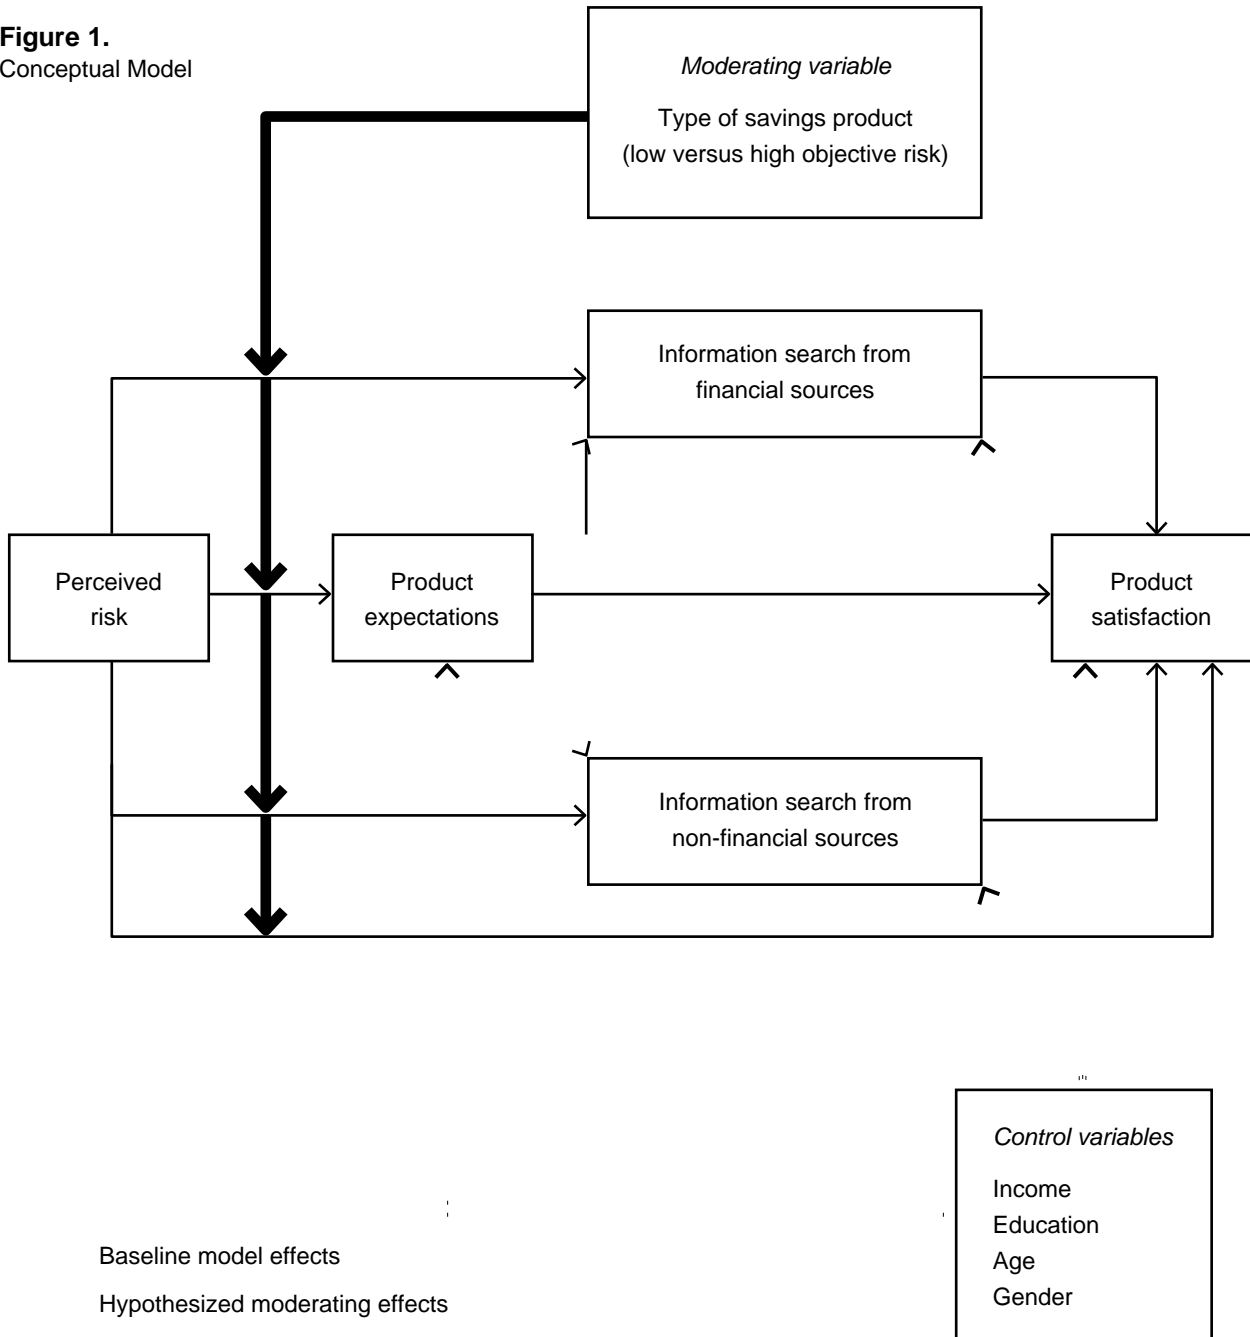 Figure 1.
Conceptual Model
Moderating variable
Type of savings product
(low versus high objective risk)
Information search from
financial sources
Perceived
risk
Product
expectations
Product
satisfaction
Information search from
non-financial sources
Control variables
Income
Education
Age
Gender
Baseline model effects
Hypothesized moderating effects